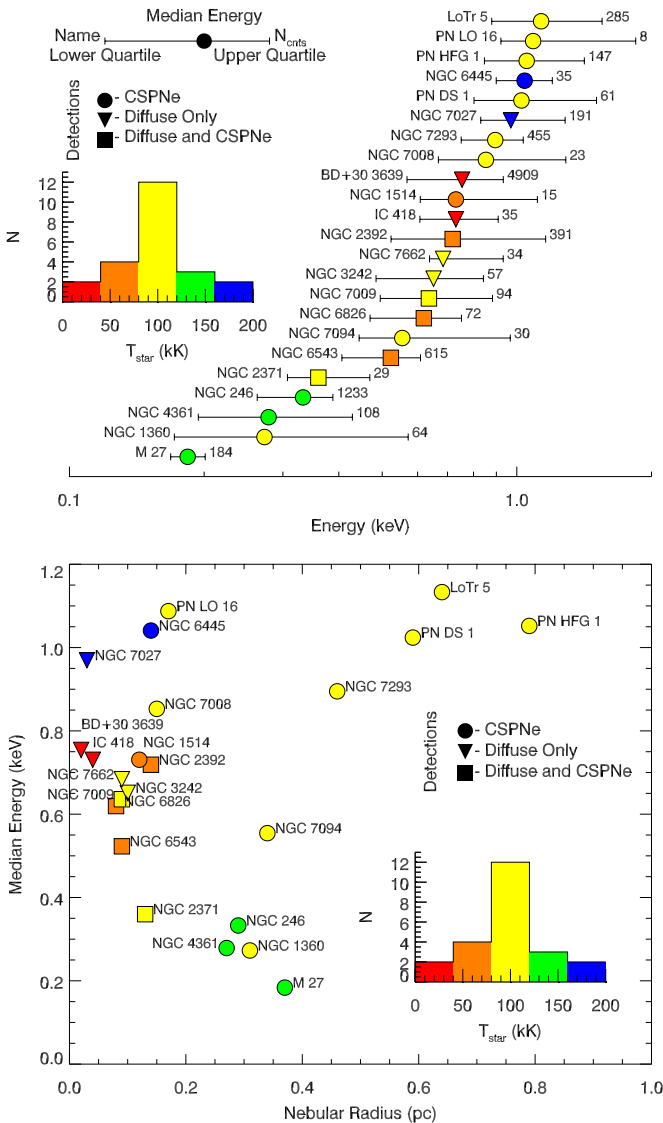 Median Energy
Name
N_cnts
Lower Quartile
Upper Quartile
Detections
- CSPNe
- Diffuse Only
- Diffuse and CSPNe
N
12
10
8
6
4
2
0
0 50 100 150 200
T_star (kK)
LoTr 5 285
PN LO 16 8
PN HFG 1 147
NGC 6445 35
PN DS 1 61
NGC 7027 191
NGC 7293 455
NGC 7008 23
BD+30 3639 4909
NGC 1514 15
IC 418 35
NGC 2392 391
NGC 7662 34
NGC 3242 57
NGC 7009 94
NGC 6826 72
NGC 7094 30
NGC 6543 615
NGC 2371 29
NGC 246 1233
NGC 4361 108
NGC 1360 64
M 27 184
0.1 1.0
Energy (keV)
1.2
1.0
0.8
0.6
0.4
0.2
0.0
Median Energy (keV)
LoTr 5
PN LO 16
NGC 6445
PN HFG 1
PN DS 1
NGC 7027
NGC 7293
NGC 7008
BD+30 3639
IC 418
NGC 1514
NGC 2392
NGC 7662
NGC 3242
NGC 7009
NGC 6826
NGC 7094
NGC 6543
NGC 2371
NGC 246
NGC 4361
NGC 1360
M 27
Detections
- CSPNe
- Diffuse Only
- Diffuse and CSPNe
N
12
10
8
6
4
2
0
0 50 100 150 200
T_star (kK)
0.0 0.2 0.4 0.6 0.8 1.0
Nebular Radius (pc)